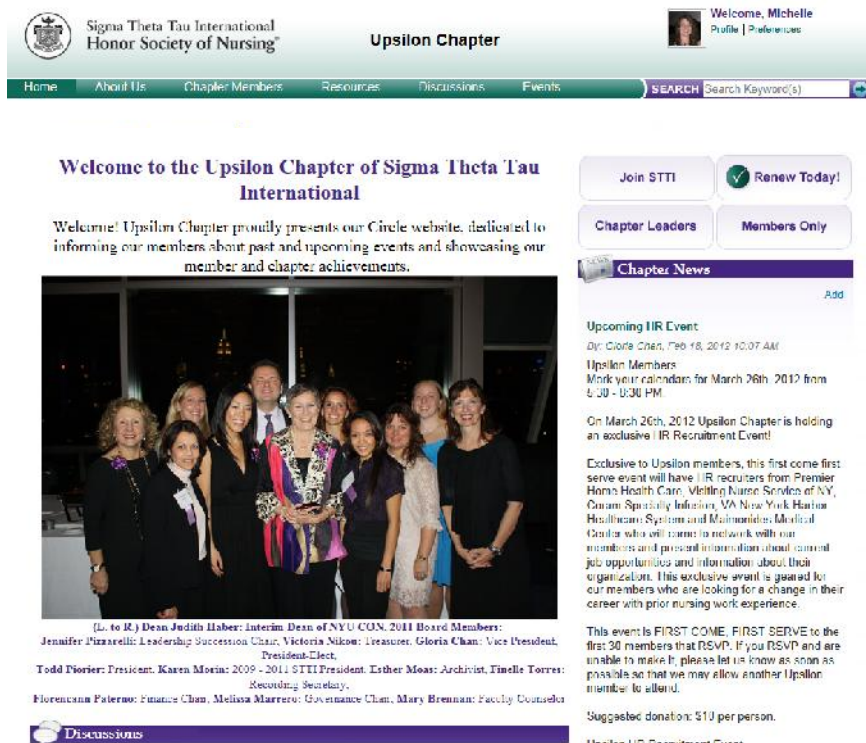 Sigma Theta Tau International
Honor Society of Nursing®
Upsilon Chapter
Welcome, Michelle
Profile | Preferences
Home About Us Chapter Members Resources Discussions Events
SEARCH Search Keyword(s)
Welcome to the Upsilon Chapter of Sigma Theta Tau
International
Welcome! Upsilon Chapter proudly presents our Circle website, dedicated to
informing our members about past and upcoming events and showcasing our
member and chapter achievements.
(L. to R.) Dean Judith Haber: Interim Dean of NYU CON, 2011 Board Members:
Jennifer Pizzarelli: Leadership Succession Chair, Victoria Nikou: Treasurer, Gloria Chan: Vice President,
President-Elect,
Todd Piorier: President, Karen Morin: 2009 - 2011 STTI President, Esther Moas: Archivist, Finelle Torres:
Recording Secretary,
Florencann Paterno: Finance Chair, Melissa Marrero: Governance Chair, Mary Brennan: Faculty Counselor
Discussions
Join STTI
Renew Today!
Chapter Leaders
Members Only
Chapter News
Add
Upcoming HR Event
By: Gloria Chan, Feb 18, 2012 10:07 AM
Upsilon Members
Mark your calendars for March 26th, 2012 from
5:30 - 8:30 PM.
On March 26th, 2012 Upsilon Chapter is holding
an exclusive HR Recruitment Event!
Exclusive to Upsilon members, this first come first
serve event will have HR recruiters from Premier
Home Health Care, Visiting Nurse Service of NY,
Coram Specialty Infusion, VA New York Harbor
Healthcare System and Maimonides Medical
Center who will come to network with our
members and present information about current
job opportunities and information about their
organization. This exclusive event is geared for
our members who are looking for a change in their
career with prior nursing work experience.
This event is FIRST COME, FIRST SERVE to the
first 30 members that RSVP. If you RSVP and are
unable to make it, please let us know as soon as
possible so that we may allow another Upsilon
member to attend.
Suggested donation: $10 per person.
Upsilon HR Recruitment Event